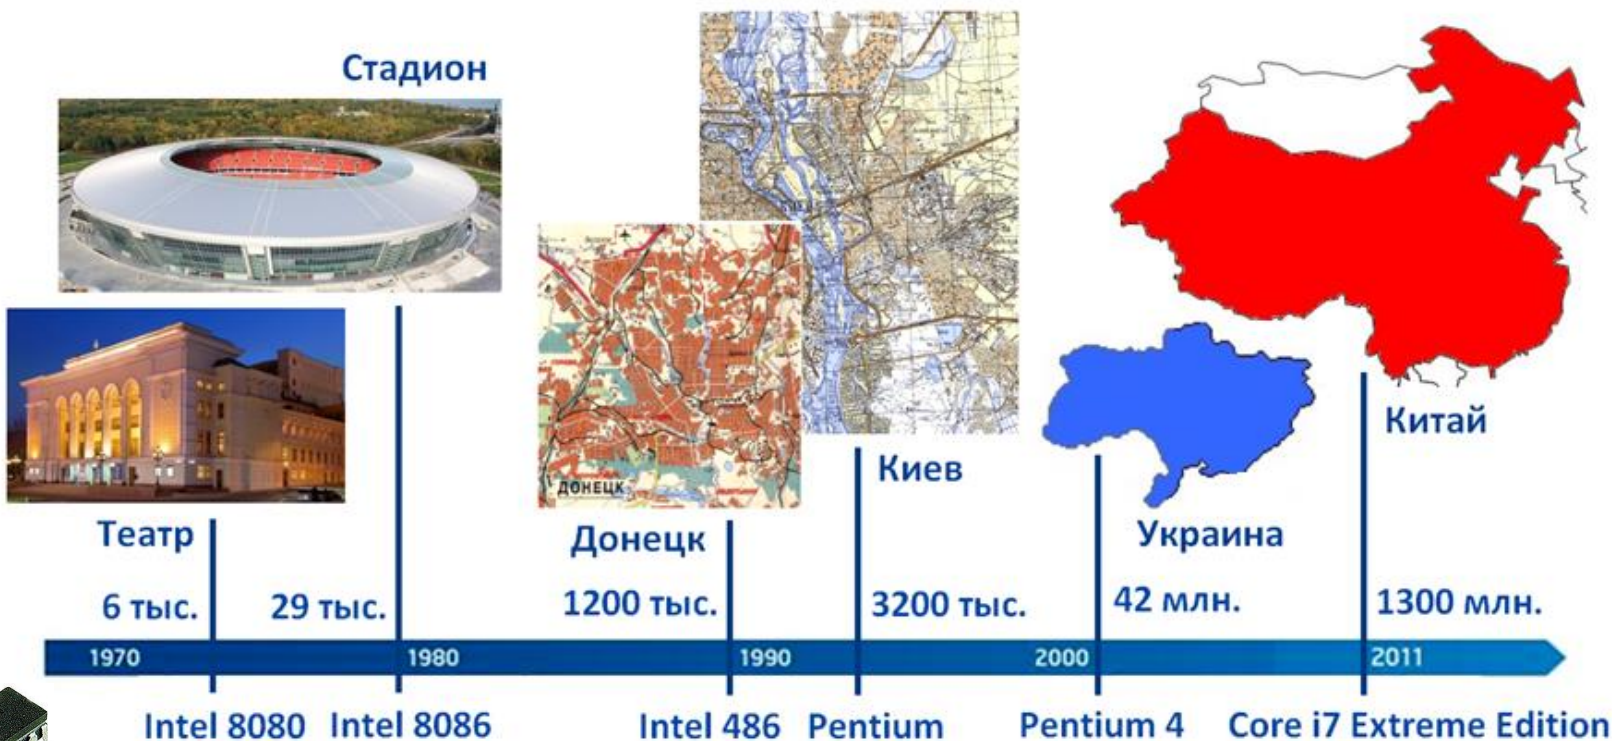 Стадион
ДОНЕЦК
Театр
Донецк
Киев
Украина
Китай
6 тыс.
29 тыс.
1200 тыс.
3200 тыс.
42 млн.
1300 млн.
1970
1980
1990
2000
2011
Intel 8080
Intel 8086
Intel 486
Pentium
Pentium 4
Core i7 Extreme Edition